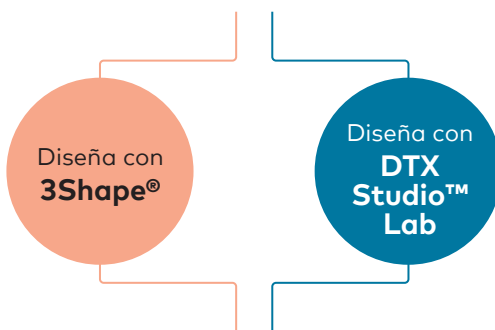 Diseña con
3Shape®
Diseña con
DTX
Studio™
Lab